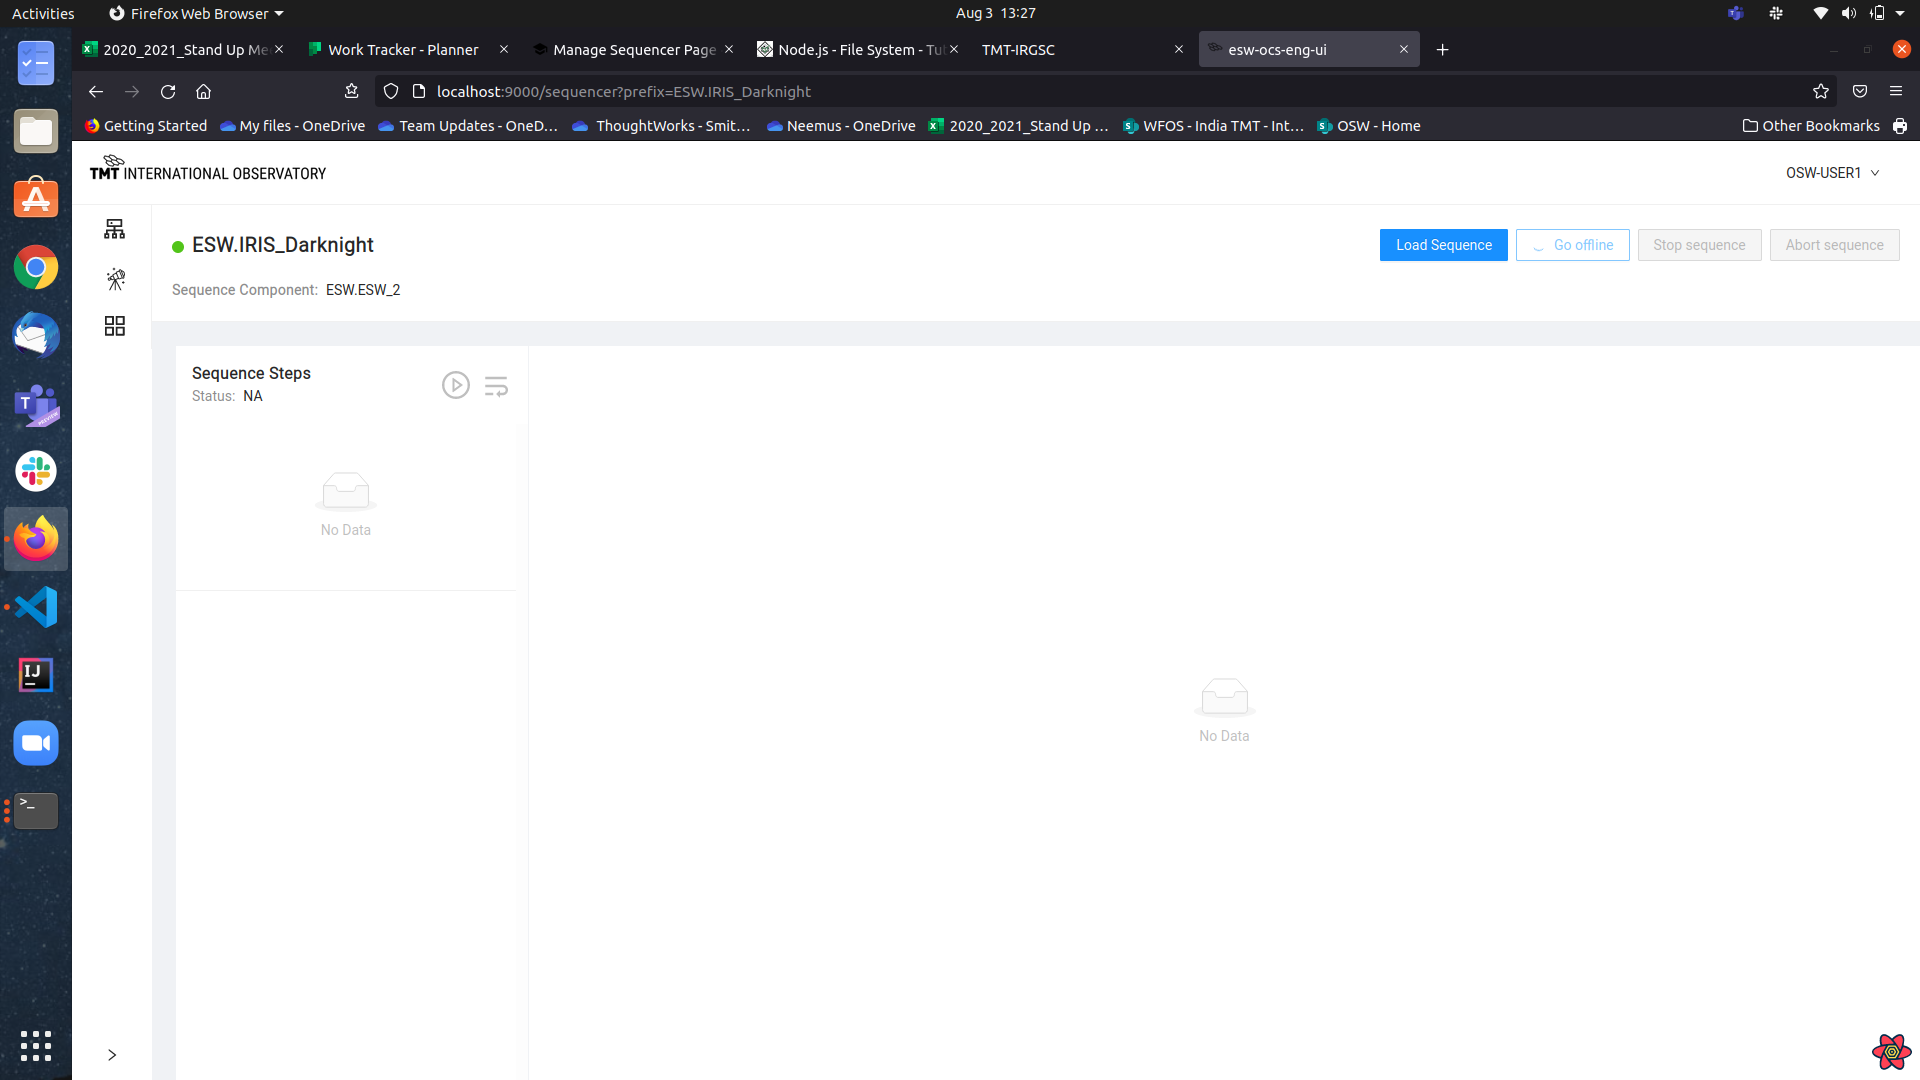 Activities
Firefox Web Browser
Aug 3 13:27
2020_2021_Stand Up Me
Work Tracker - Planner
Manage Sequencer Page
Node.js - File System - Tu
TMT-IRGSC
esw-ocs-eng-ui
localhost:9000/sequencer?prefix=ESW.IRIS_Darknight
Getting Started
My files - OneDrive
Team Updates - OneD...
ThoughtWorks - Smit...
Neemus - OneDrive
2020_2021_Stand Up ...
WFOS - India TMT - Int...
OSW - Home
Other Bookmarks
TMT INTERNATIONAL OBSERVATORY
OSW-USER1
ESW.IRIS_Darknight
Load Sequence
Go offline
Stop sequence
Abort sequence
Sequence Component: ESW.ESW_2
Sequence Steps
Status: NA
No Data
No Data